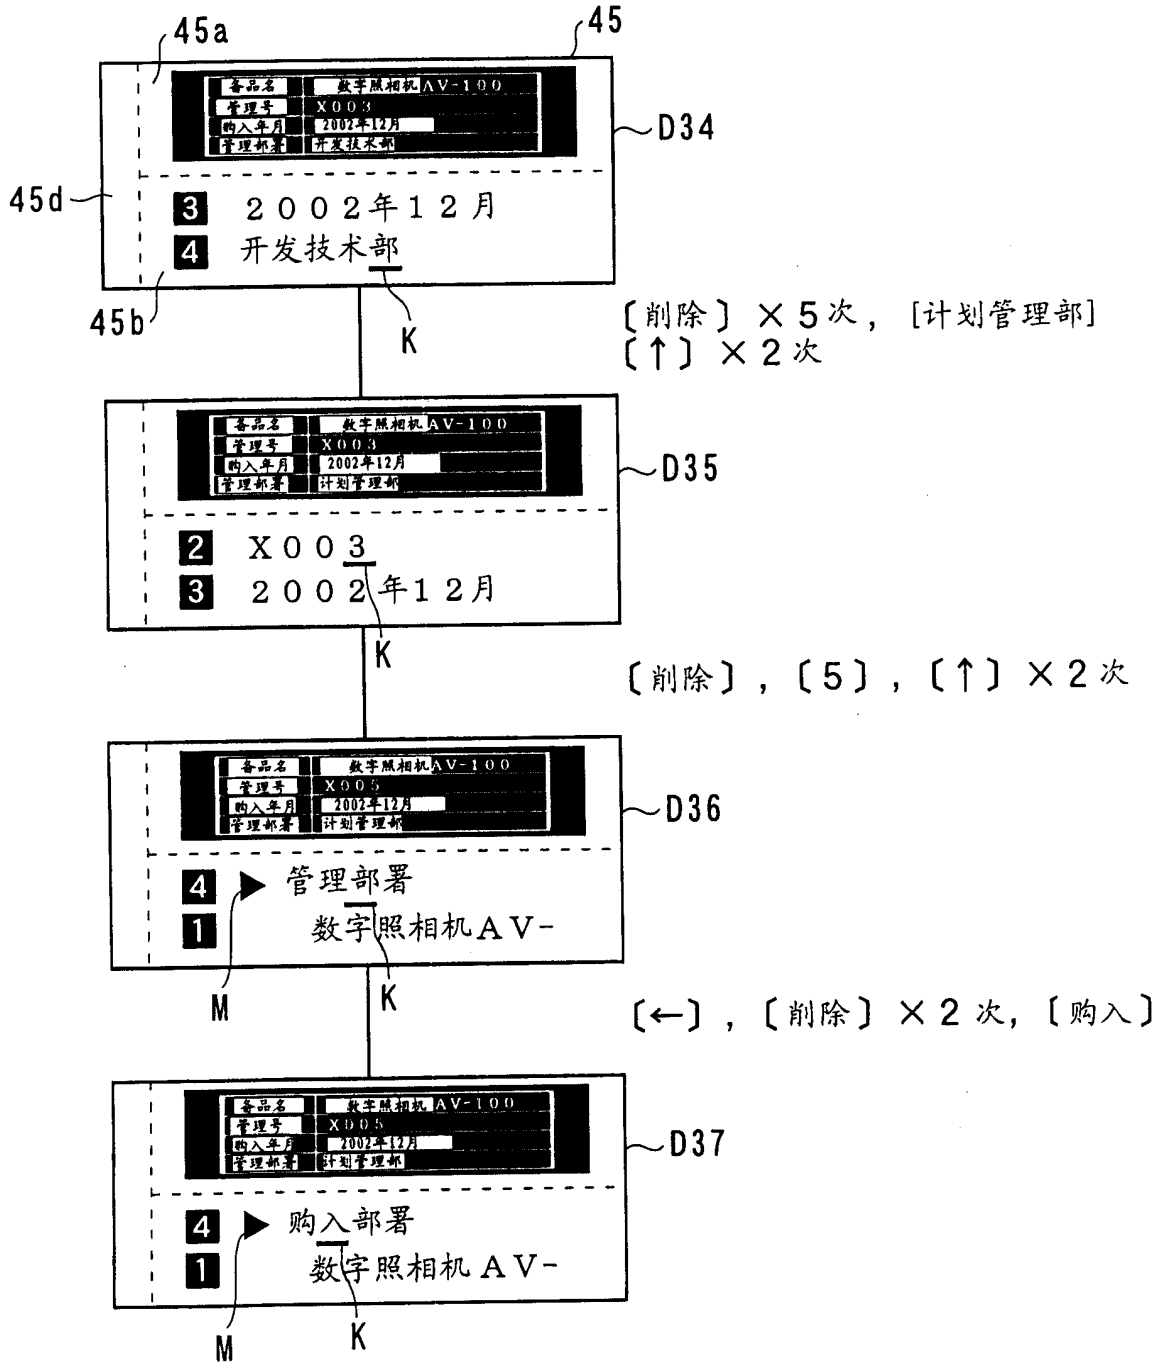 45a
45
备品名 数字照相机AV-100
管理号 X003
购入年月 2002年12月
管理部署 开发技术部
D34
45d
3 2002年12月
4 开发技术部
45b
K
〔削除〕×5次，[计划管理部]
〔↑〕×2次
备品名 数字照相机AV-100
管理号 X003
购入年月 2002年12月
管理部署 计划管理部
D35
2 X003
3 2002年12月
K
〔削除〕，〔5〕，〔↑〕×2次
备品名 数字照相机AV-100
管理号 X005
购入年月 2002年12月
管理部署 计划管理部
D36
4 ▶ 管理部署
1 数字照相机AV-
M
K
〔←〕，〔削除〕×2次，〔购入〕
备品名 数字照相机AV-100
管理号 X005
购入年月 2002年12月
管理部署 计划管理部
D37
4 ▶ 购入部署
1 数字照相机AV-
M
K